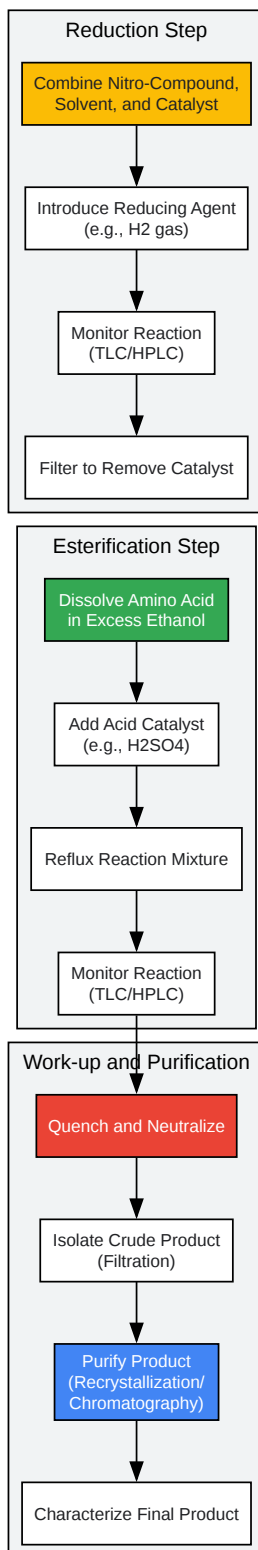 Reduction Step
Combine Nitro-Compound,
Solvent, and Catalyst
Introduce Reducing Agent
(e.g., H2 gas)
Monitor Reaction
(TLC/HPLC)
Filter to Remove Catalyst
Esterification Step
Dissolve Amino Acid
in Excess Ethanol
Add Acid Catalyst
(e.g., H2SO4)
Reflux Reaction Mixture
Monitor Reaction
(TLC/HPLC)
Work-up and Purification
Quench and Neutralize
Isolate Crude Product
(Filtration)
Purify Product
(Recrystallization/
Chromatography)
Characterize Final Product